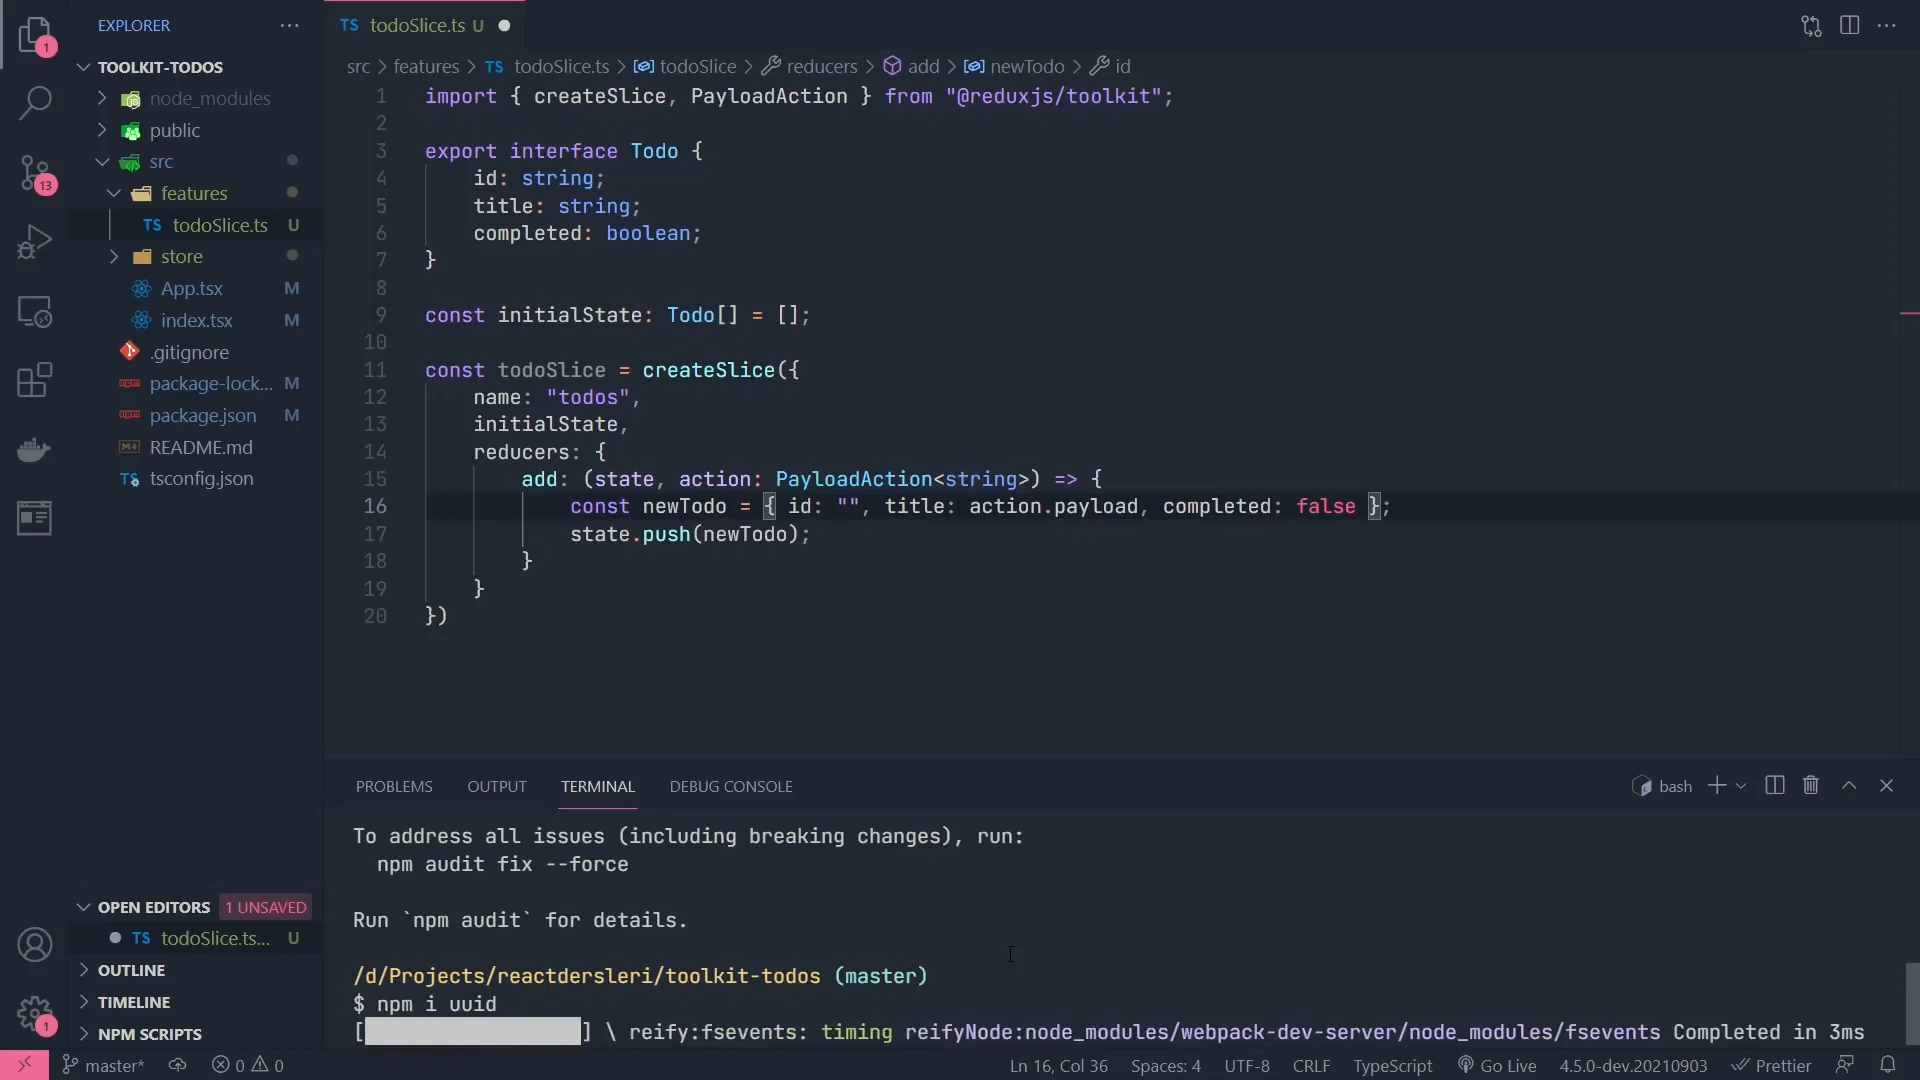 EXPLORER
TOOLKIT-TODOS
node_modules
public
src
features
TS todoSlice.ts U
store
App.tsx M
index.tsx M
.gitignore
package-lock... M
package.json M
README.md
tsconfig.json
OPEN EDITORS 1 UNSAVED
TS todoSlice.ts... U
OUTLINE
TIMELINE
NPM SCRIPTS
1
13
1
TS todoSlice.ts U
src > features > TS todoSlice.ts > todoSlice > reducers > add > newTodo > id
1 import { createSlice, PayloadAction } from "@reduxjs/toolkit";
2
3 export interface Todo {
4 id: string;
5 title: string;
6 completed: boolean;
7 }
8
9 const initialState: Todo[] = [];
10
11 const todoSlice = createSlice({
12 name: "todos",
13 initialState,
14 reducers: {
15 add: (state, action: PayloadAction<string>) => {
16 const newTodo = { id: "", title: action.payload, completed: false };
17 state.push(newTodo);
18 }
19 }
20 })
PROBLEMS OUTPUT TERMINAL DEBUG CONSOLE
bash
To address all issues (including breaking changes), run:
npm audit fix --force
Run `npm audit` for details.
/d/Projects/reactdersleri/toolkit-todos (master)
$ npm i uuid
[ ] \ reify:fsevents: timing reifyNode:node_modules/webpack-dev-server/node_modules/fsevents Completed in 3ms
master* 0 0 Ln 16, Col 36 Spaces: 4 UTF-8 CRLF TypeScript Go Live 4.5.0-dev.20210903 Prettier